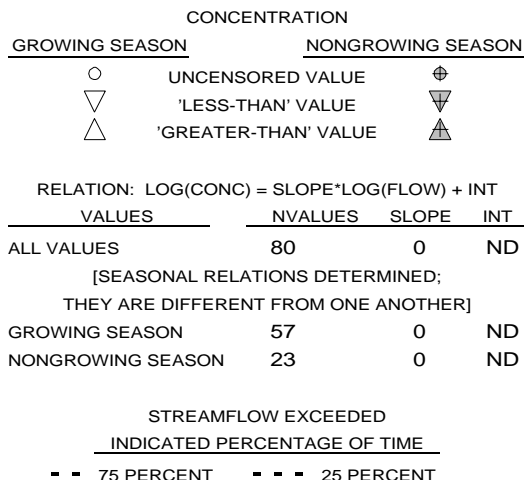 CONCENTRATION
GROWING SEASON NONGROWING SEASON
UNCENSORED VALUE
'LESS-THAN' VALUE
'GREATER-THAN' VALUE
RELATION: LOG(CONC) = SLOPE*LOG(FLOW) + INT
VALUES NVALUES SLOPE INT
ALL VALUES 80 0 ND
[SEASONAL RELATIONS DETERMINED;
THEY ARE DIFFERENT FROM ONE ANOTHER]
GROWING SEASON 57 0 ND
NONGROWING SEASON 23 0 ND
STREAMFLOW EXCEEDED
INDICATED PERCENTAGE OF TIME
75 PERCENT 25 PERCENT